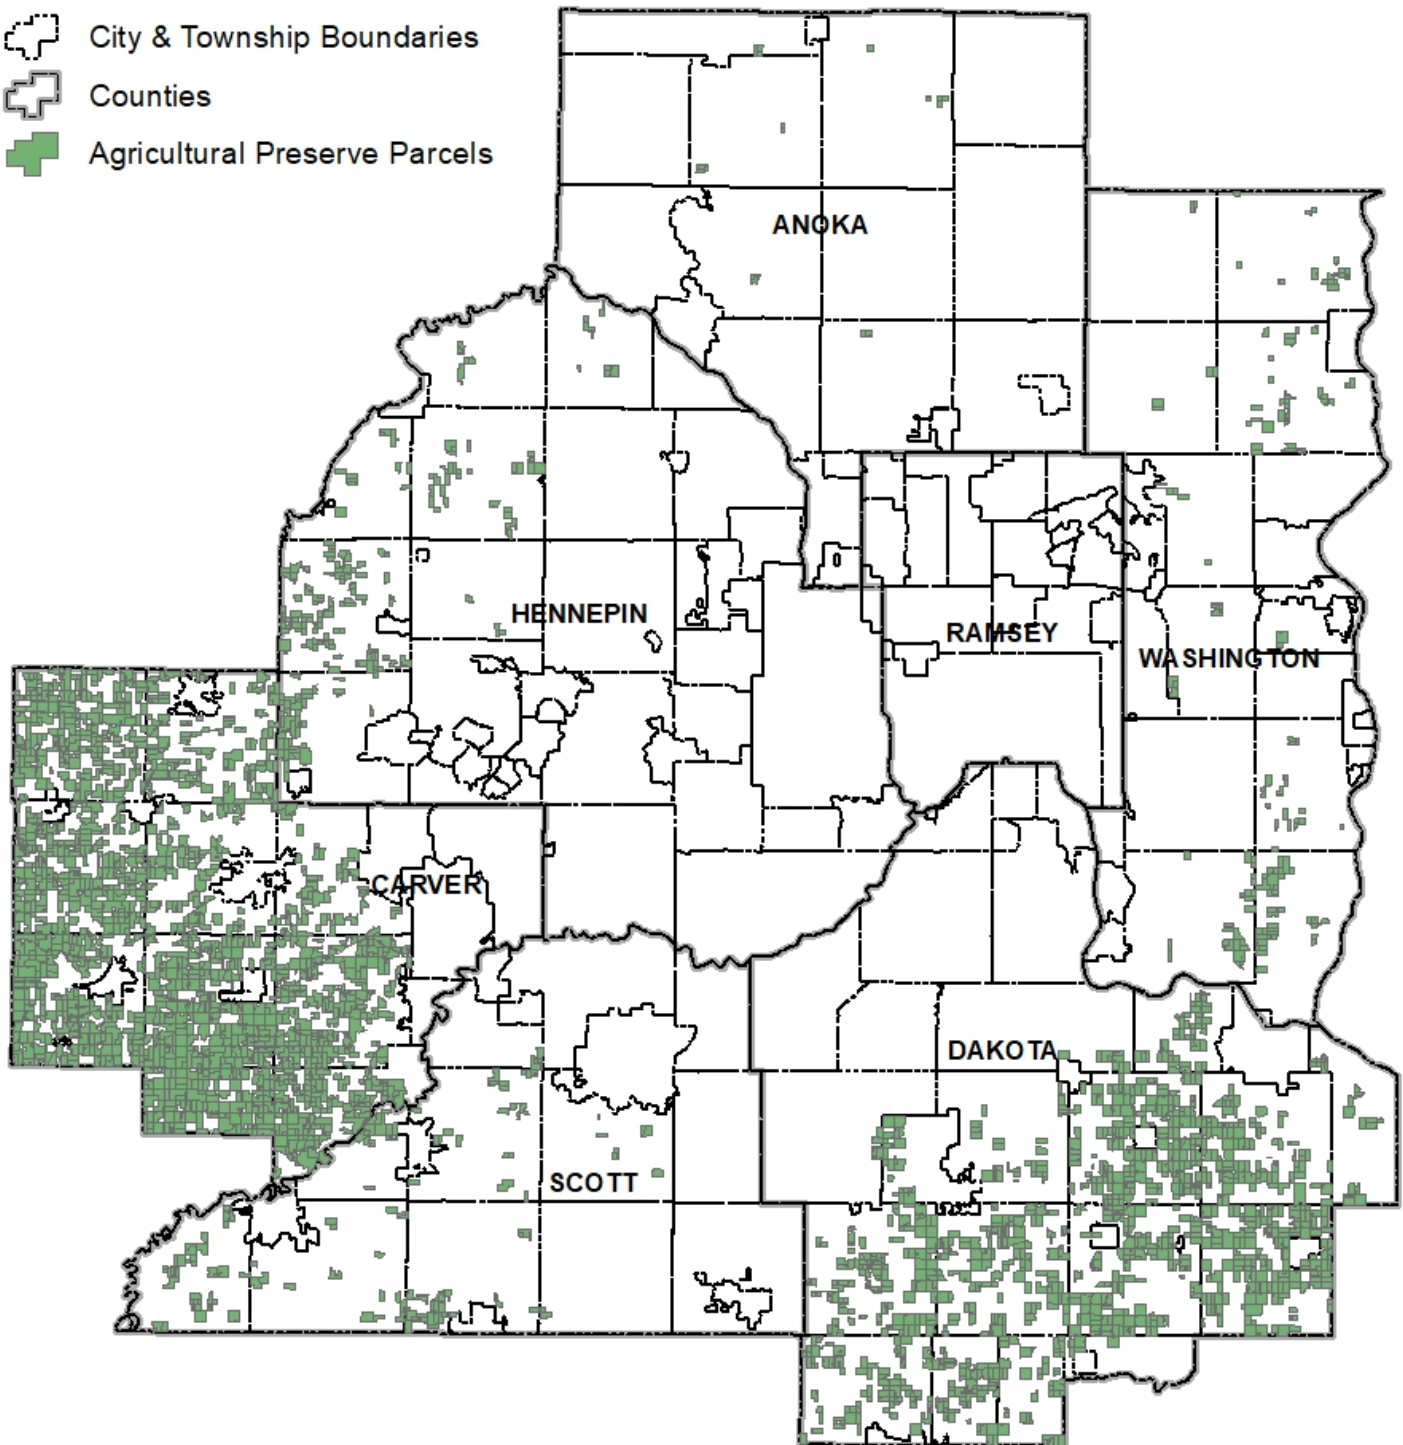 City & Township Boundaries
Counties
Agricultural Preserve Parcels
ANOKA
HENNEPIN
RAMSEY
WASHINGTON
CARVER
DAKOTA
SCOTT